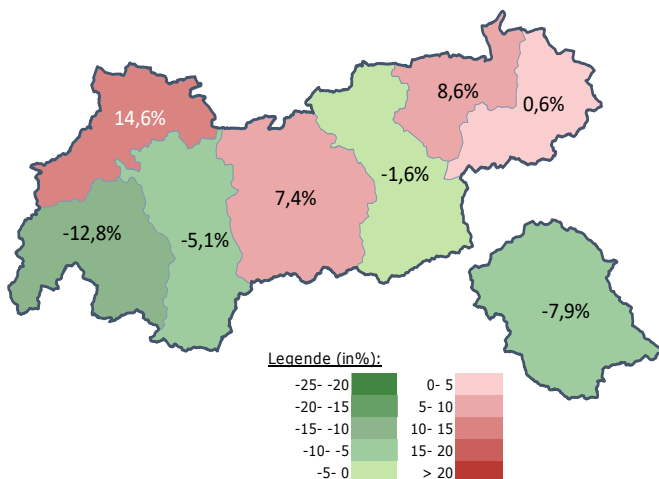 8,6%
0,6%
14,6%
-1,6%
7,4%
-12,8%
-5,1%
-7,9%
Legende (in%):
-25- -20 0- 5
-20- -15 5- 10
-15- -10 10- 15
-10- -5 15- 20
-5- 0 > 20